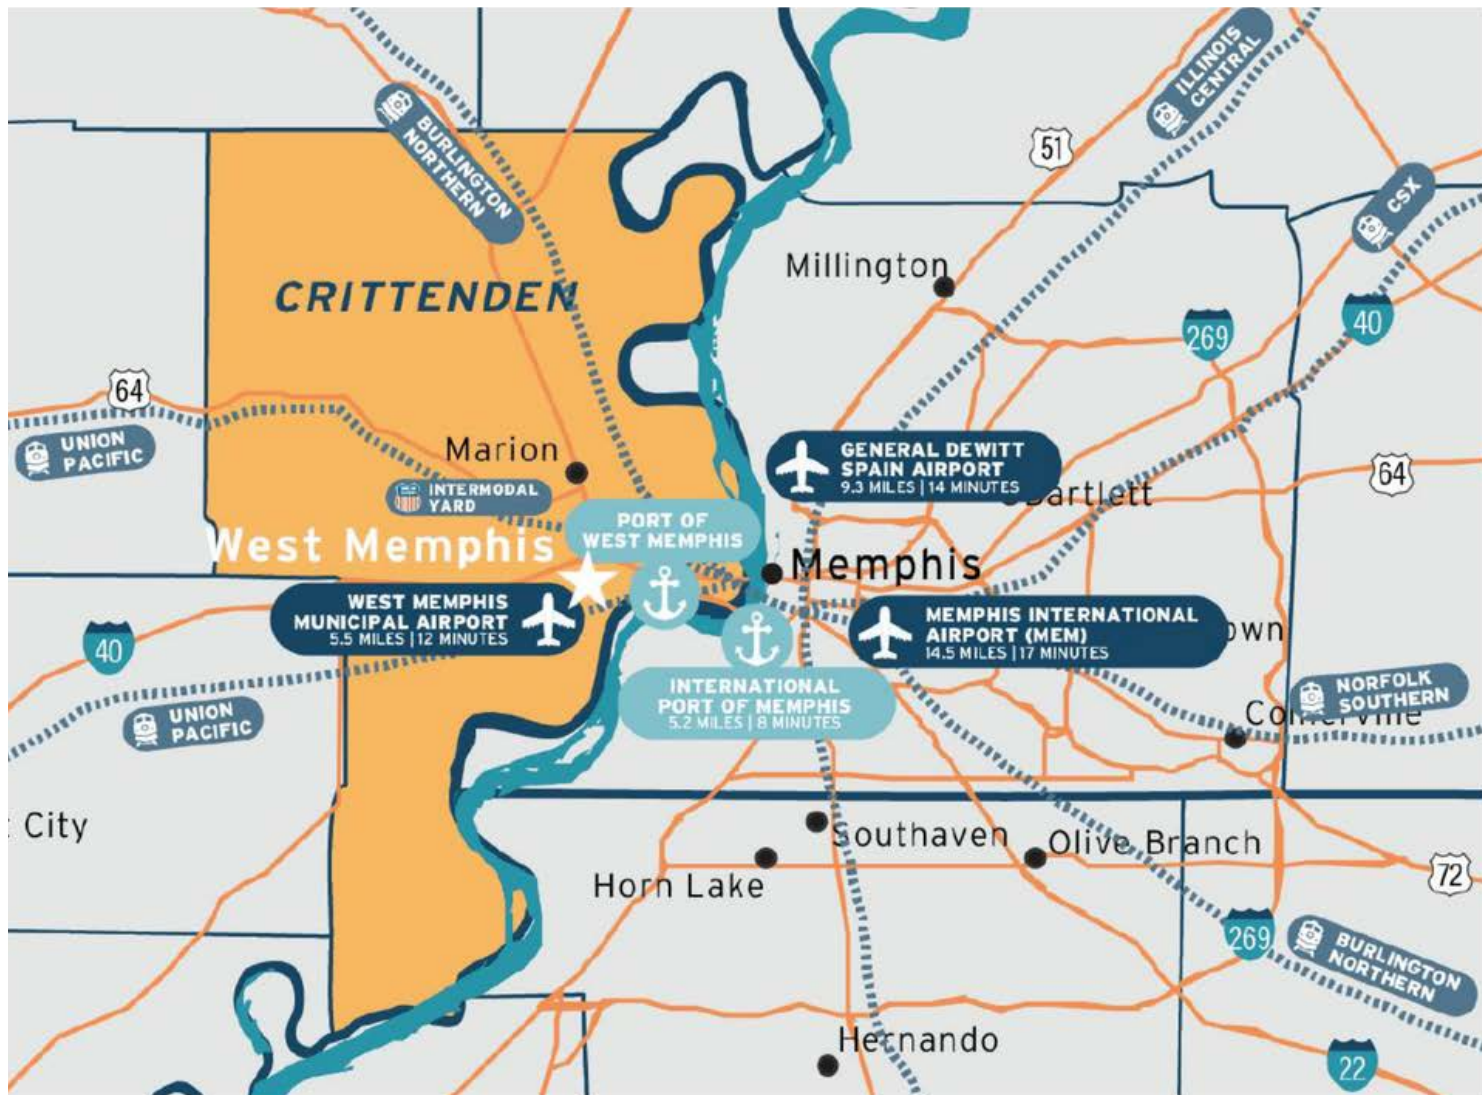 ILLINOIS
CENTRAL
BURLINGTON
NORTHERN
51
CSX
Millington
CRITTENDEN
269
40
64
UNION
PACIFIC
Marion
INTERMODAL
YARD
GENERAL DEWITT
SPAIN AIRPORT
9.3 MILES | 14 MINUTES
Bartlett
64
PORT OF
WEST MEMPHIS
West Memphis
Memphis
WEST MEMPHIS
MUNICIPAL AIRPORT
5.5 MILES | 12 MINUTES
MEMPHIS INTERNATIONAL
AIRPORT (MEM)
14.5 MILES | 17 MINUTES
own
40
INTERNATIONAL
PORT OF MEMPHIS
5.2 MILES | 8 MINUTES
NORFOLK
SOUTHERN
UNION
PACIFIC
City
Southaven
Olive Branch
Horn Lake
72
269
BURLINGTON
NORTHERN
Hernando
22